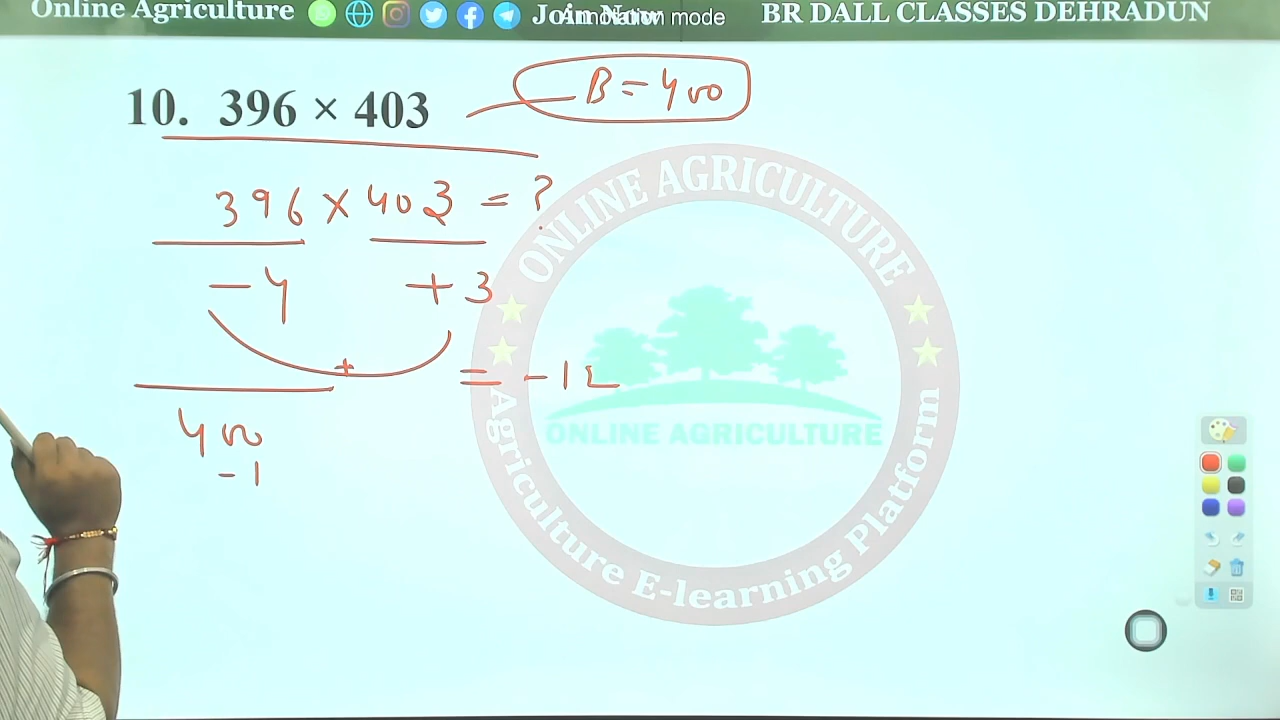 Online Agriculture Join Now BR DALL CLASSES DEHRADUN
Annotation mode
10. 396 × 403
B = 400
396 × 403 = ?
-4 +3
+
= -12
400
-1
ONLINE AGRICULTURE
ONLINE AGRICULTURE
Agriculture E-learning Platform